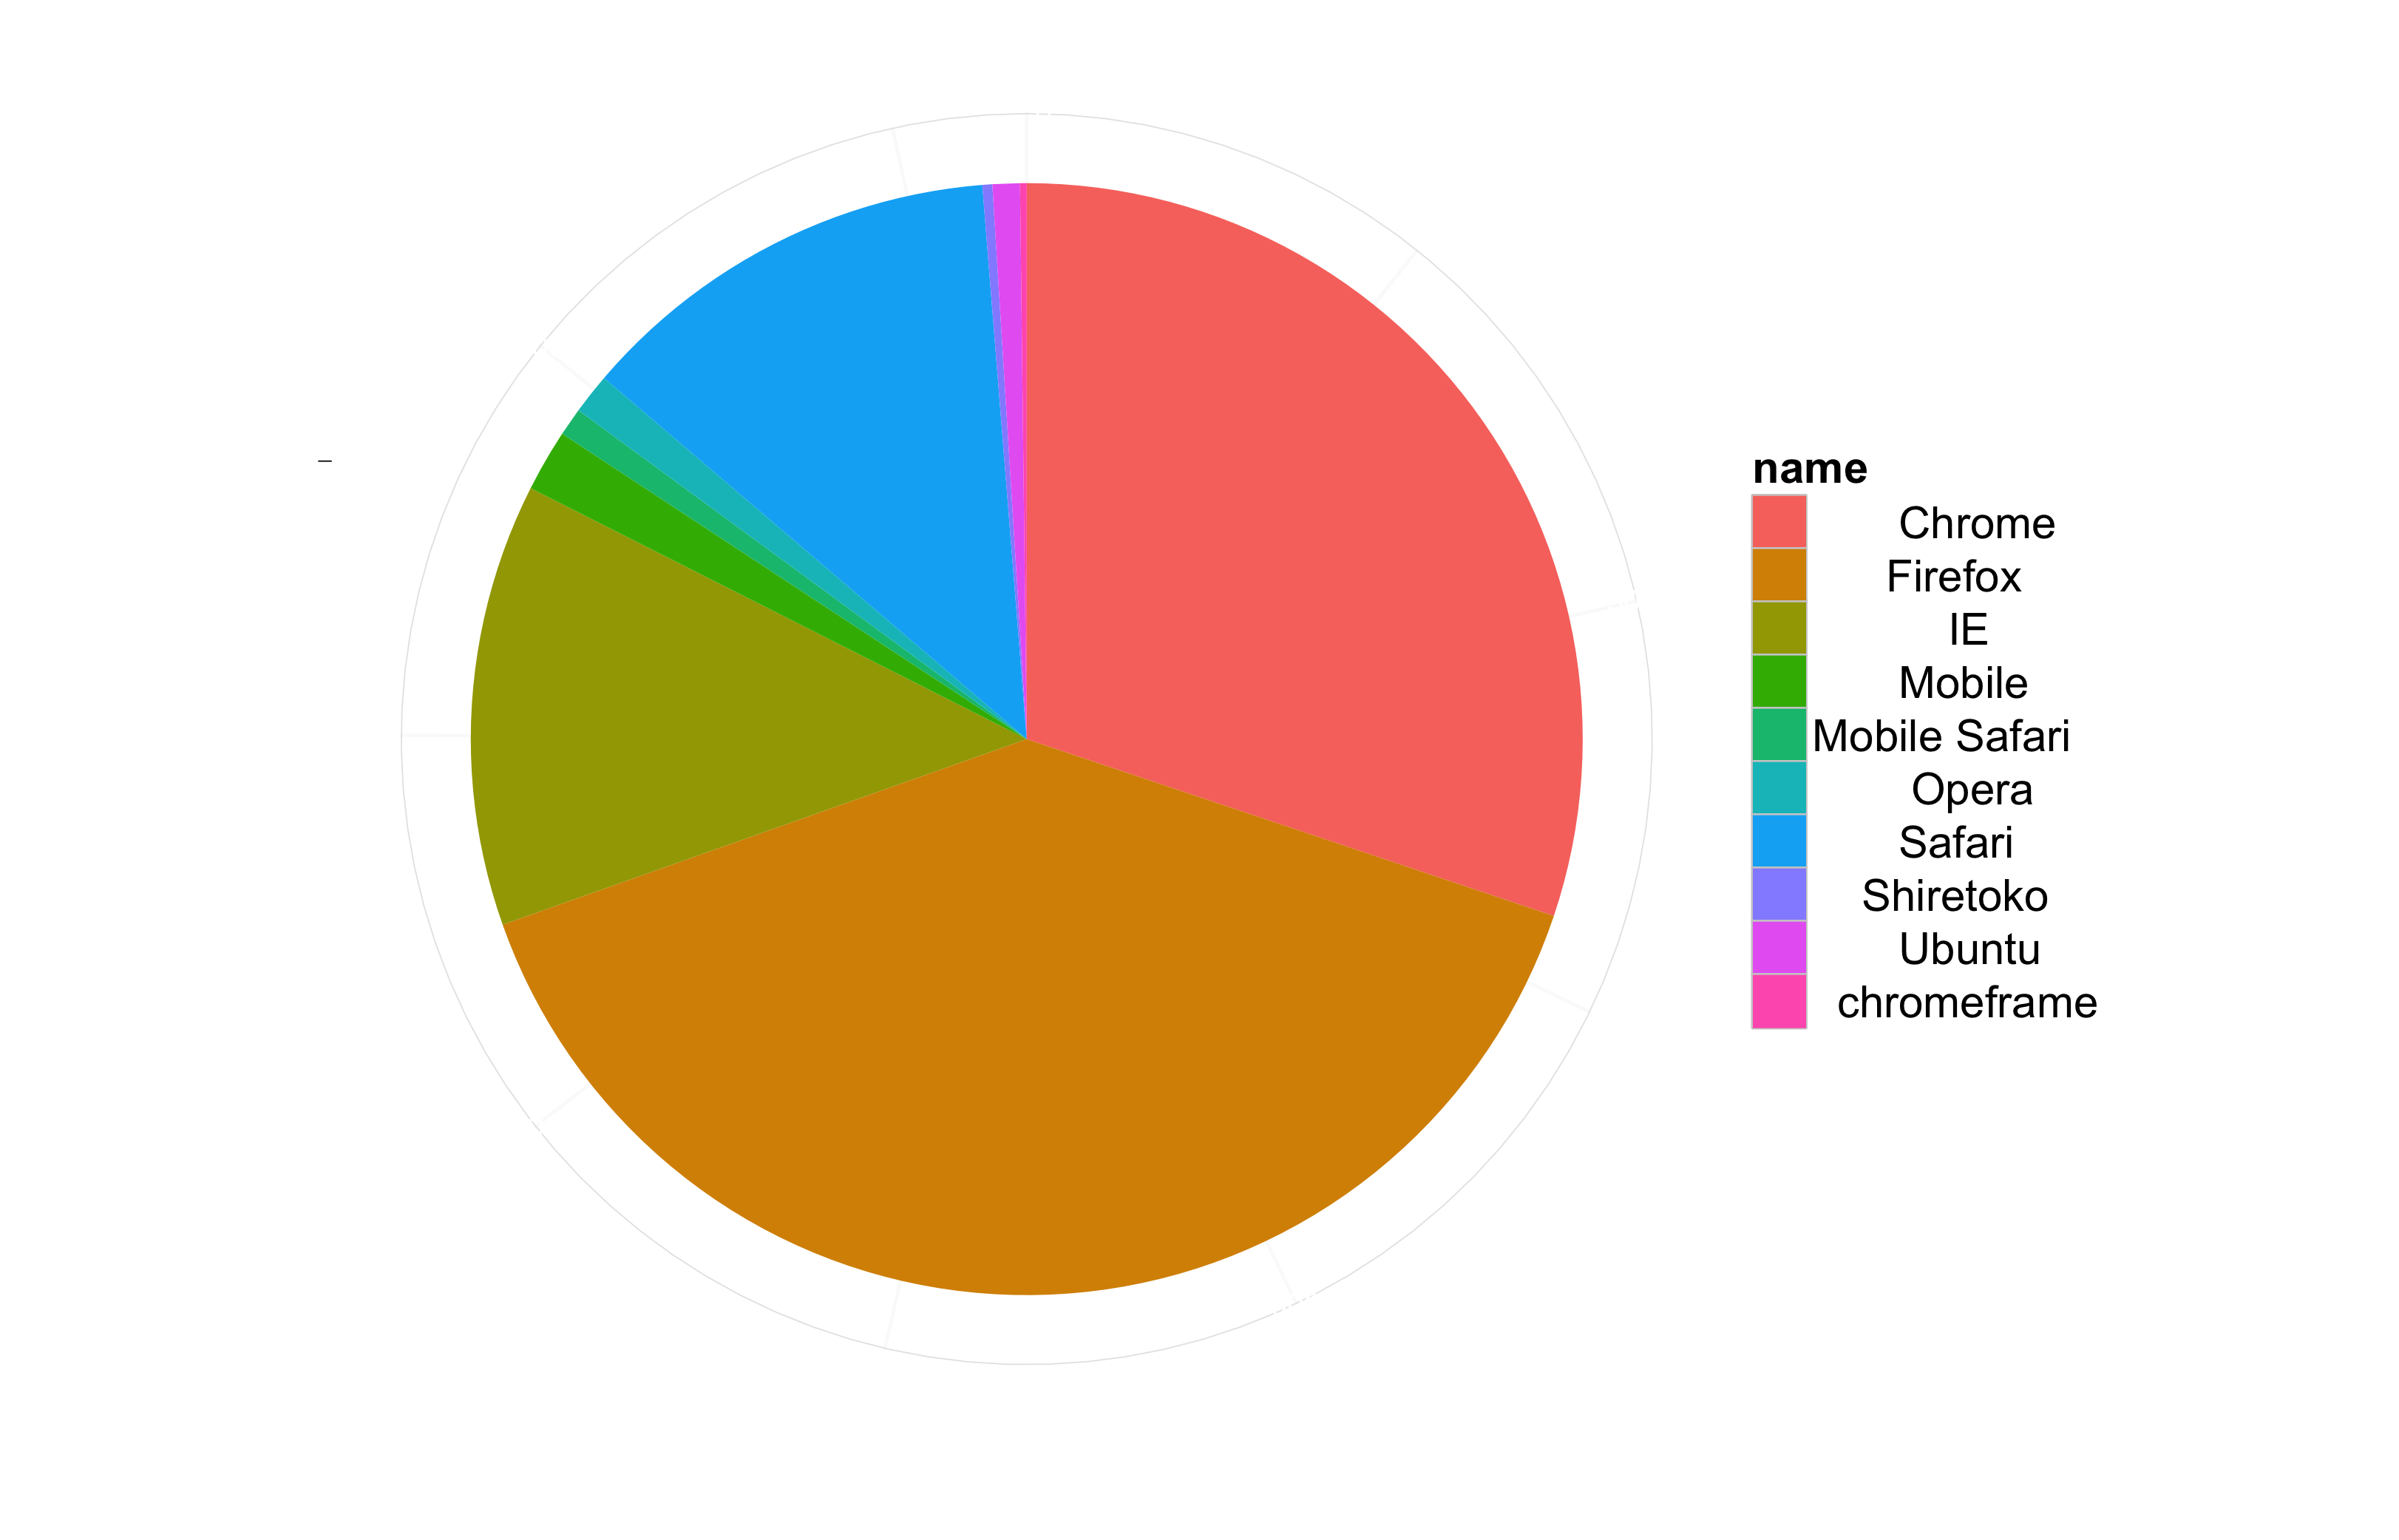 name
Chrome
Firefox
IE
Mobile
Mobile Safari
Opera
Safari
Shiretoko
Ubuntu
chromeframe